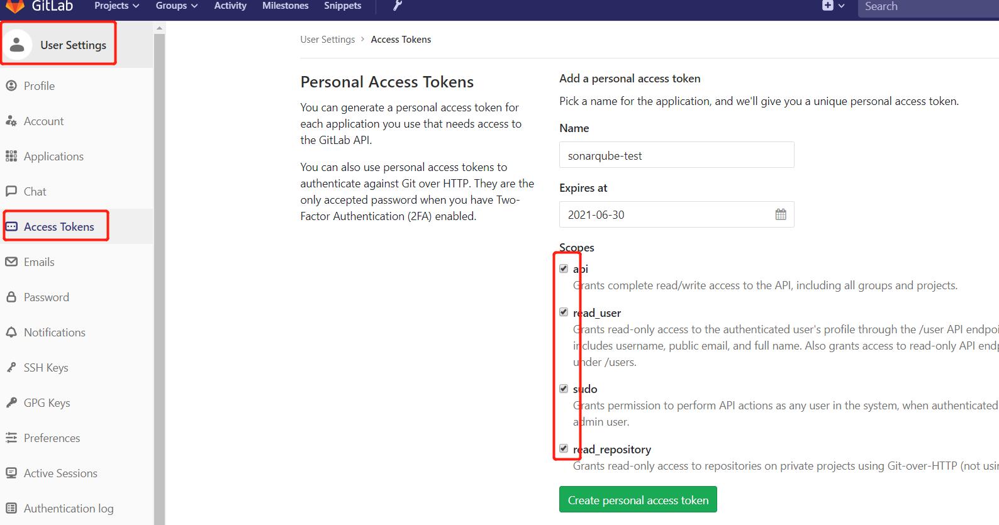 GitLab Projects Groups Activity Milestones Snippets Search
User Settings
Profile
Account
Applications
Chat
Access Tokens
Emails
Password
Notifications
SSH Keys
GPG Keys
Preferences
Active Sessions
Authentication log
User Settings > Access Tokens
Personal Access Tokens
You can generate a personal access token for
each application you use that needs access to
the GitLab API.
You can also use personal access tokens to
authenticate against Git over HTTP. They are the
only accepted password when you have Two-
Factor Authentication (2FA) enabled.
Add a personal access token
Pick a name for the application, and we'll give you a unique personal access token.
Name
sonarqube-test
Expires at
2021-06-30
Scopes
api
Grants complete read/write access to the API, including all groups and projects.
read_user
Grants read-only access to the authenticated user's profile through the /user API endpoi
includes username, public email, and full name. Also grants access to read-only API endp
under /users.
sudo
Grants permission to perform API actions as any user in the system, when authenticated
admin user.
read_repository
Grants read-only access to repositories on private projects using Git-over-HTTP (not usin
Create personal access token